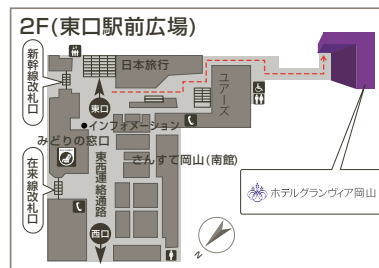 2F(東口駅前広場)
新幹線改札口
日本旅行
ユアーズ
東口
インフォメーション
みどりの窓口
さんすて岡山(南館)
在来線改札口
東西連絡通路
西口
ホテルグランヴィア岡山
N